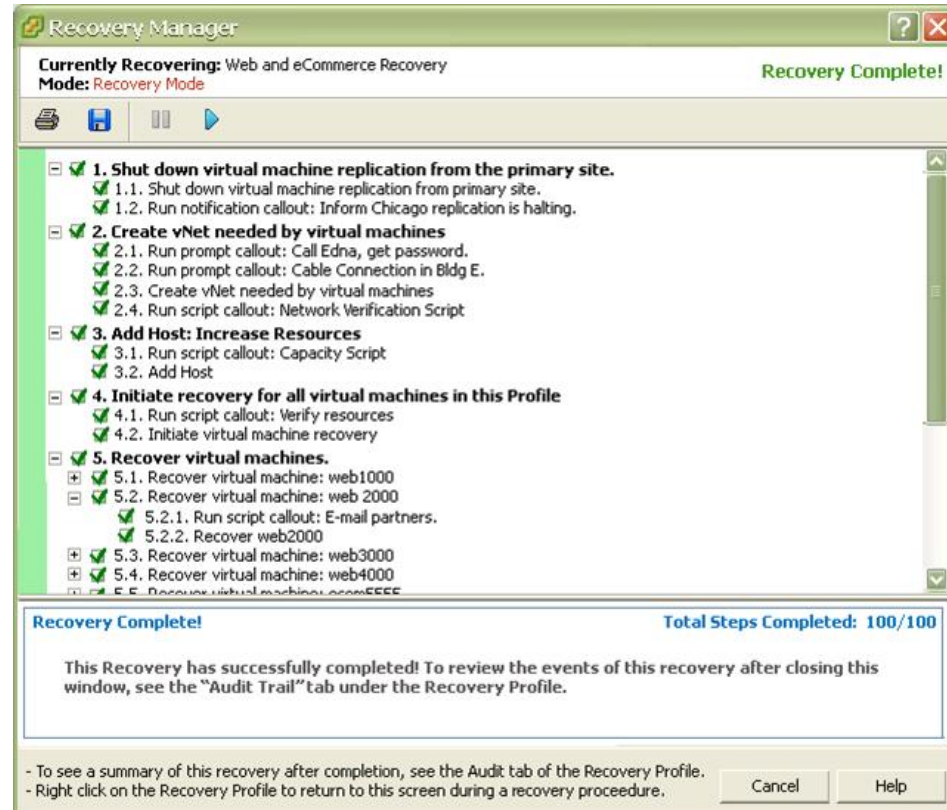 Recovery Manager
Currently Recovering: Web and eCommerce Recovery
Mode: Recovery Mode
Recovery Complete!
1. Shut down virtual machine replication from the primary site.
1.1. Shut down virtual machine replication from primary site.
1.2. Run notification callout: Inform Chicago replication is halting.
2. Create vNet needed by virtual machines
2.1. Run prompt callout: Call Edna, get password.
2.2. Run prompt callout: Cable Connection in Bldg E.
2.3. Create vNet needed by virtual machines
2.4. Run script callout: Network Verification Script
3. Add Host: Increase Resources
3.1. Run script callout: Capacity Script
3.2. Add Host
4. Initiate recovery for all virtual machines in this Profile
4.1. Run script callout: Verify resources
4.2. Initiate virtual machine recovery
5. Recover virtual machines.
5.1. Recover virtual machine: web1000
5.2. Recover virtual machine: web 2000
5.2.1. Run script callout: E-mail partners.
5.2.2. Recover web2000
5.3. Recover virtual machine: web3000
5.4. Recover virtual machine: web4000
5.5. Recover virtual machine:
Recovery Complete!
Total Steps Completed: 100/100
This Recovery has successfully completed! To review the events of this recovery after closing this
window, see the "Audit Trail" tab under the Recovery Profile.
- To see a summary of this recovery after completion, see the Audit tab of the Recovery Profile.
- Right click on the Recovery Profile to return to this screen during a recovery proceedure.
Cancel
Help